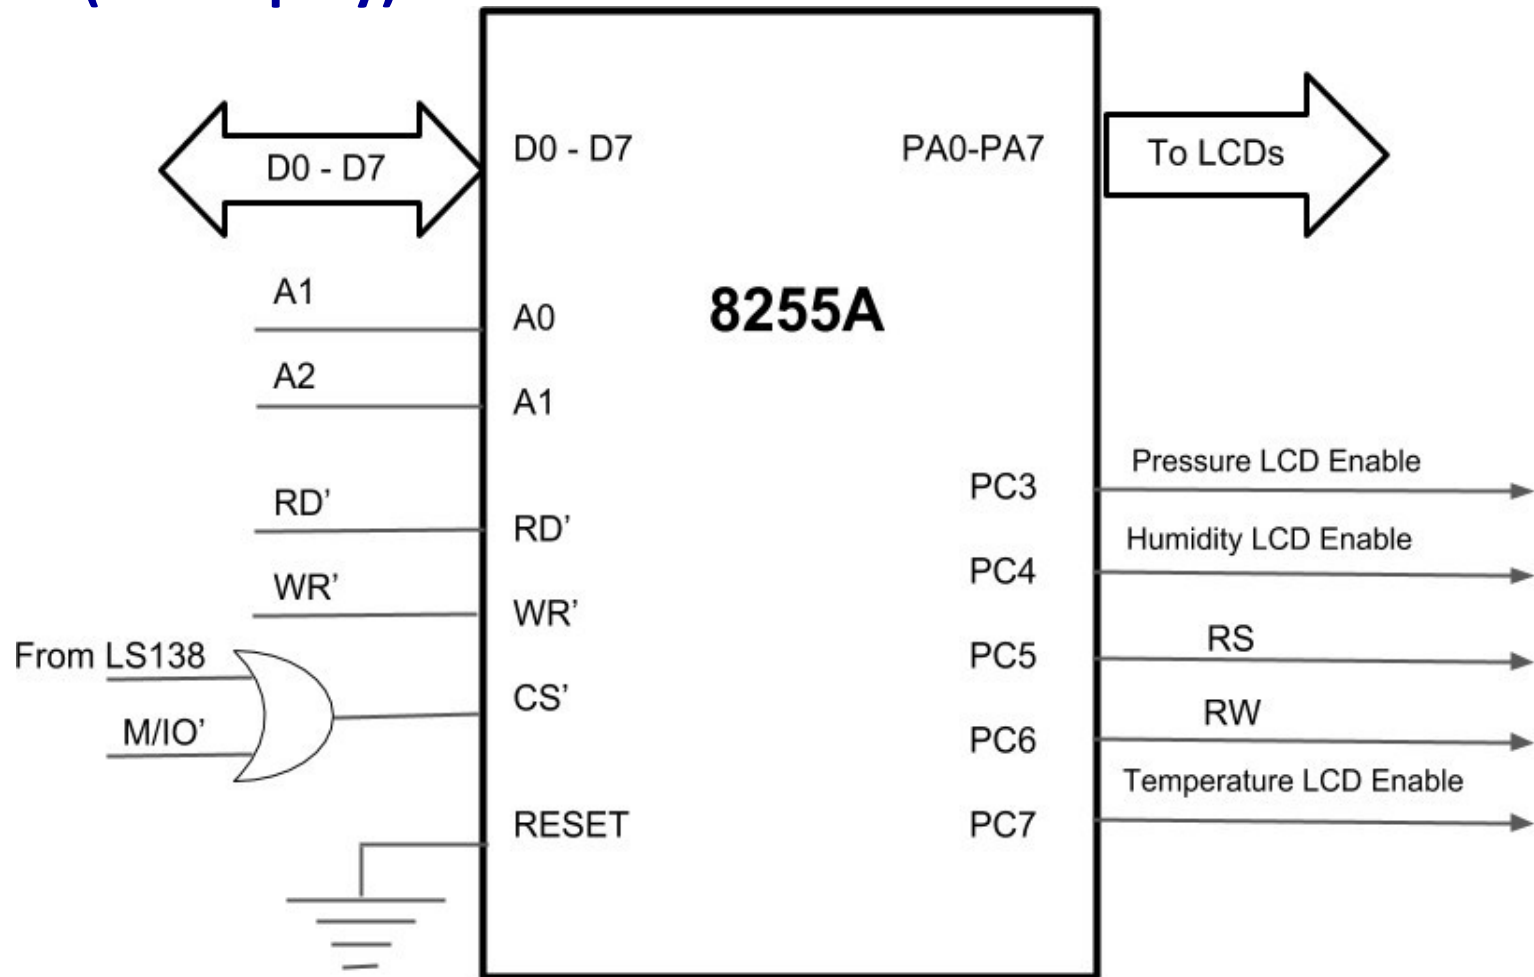 D0 - D7
D0 - D7
PA0-PA7
To LCDs
A1
A0
8255A
A2
A1
RD’
RD’
WR’
WR’
From LS138
M/IO’
CS’
RESET
PC3
Pressure LCD Enable
PC4
Humidity LCD Enable
PC5
RS
PC6
RW
PC7
Temperature LCD Enable